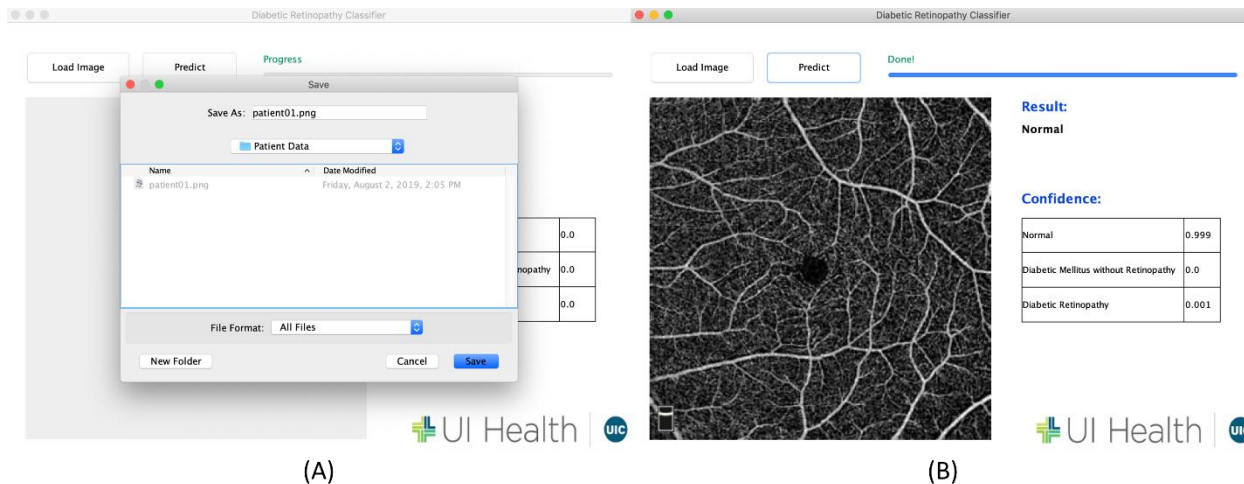 Diabetic Retinopathy Classifier
Load Image
Predict
Progress
Save
Save As: patient01.png
Patient Data
Name Date Modified
patient01.png Friday, August 2, 2019, 2:05 PM
0.0
nopathy 0.0
0.0
File Format: All Files
New Folder Cancel Save
UI Health UIC
(A)
Diabetic Retinopathy Classifier
Load Image
Predict
Done!
Result:
Normal
Confidence:
Normal 0.999
Diabetic Mellitus without Retinopathy 0.0
Diabetic Retinopathy 0.001
UI Health UIC
(B)